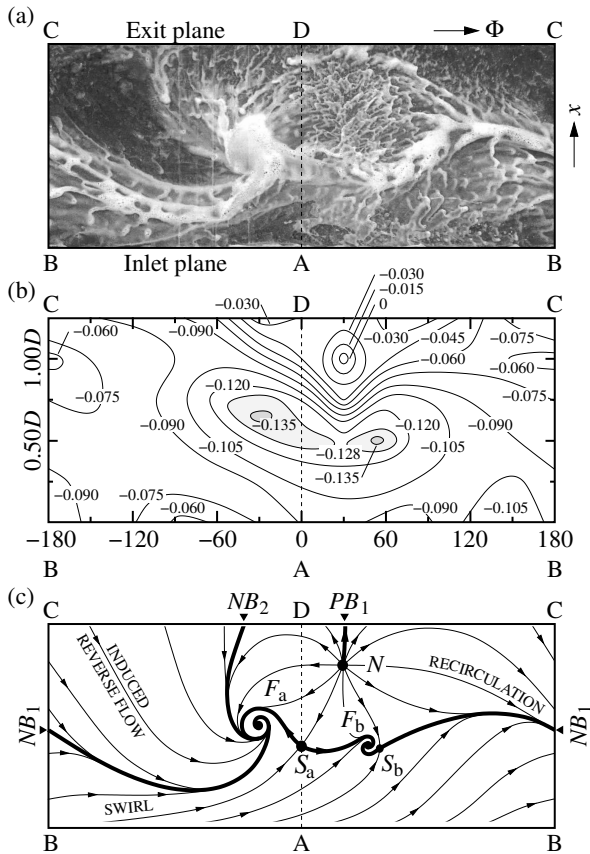 (a)
C Exit plane D Φ C
x
B Inlet plane A B
(b)
C D C
−0.030
−0.015
0
−0.060 −0.090 −0.030 −0.030 −0.045 −0.075
−0.060
−0.075 −0.120 −0.075
−0.090 −0.135 −0.120 −0.090
−0.105 −0.128 −0.105
−0.135
−0.090 −0.075 −0.060 −0.090 −0.105
1.00D
0.50D
−180 −120 −60 0 60 120 180
B A B
(c)
C NB2 D PB1 C
INDUCED
REVERSE FLOW
N
RECIRCULATION
Fa
Fb
NB1 NB1
Sa Sb
SWIRL
B A B